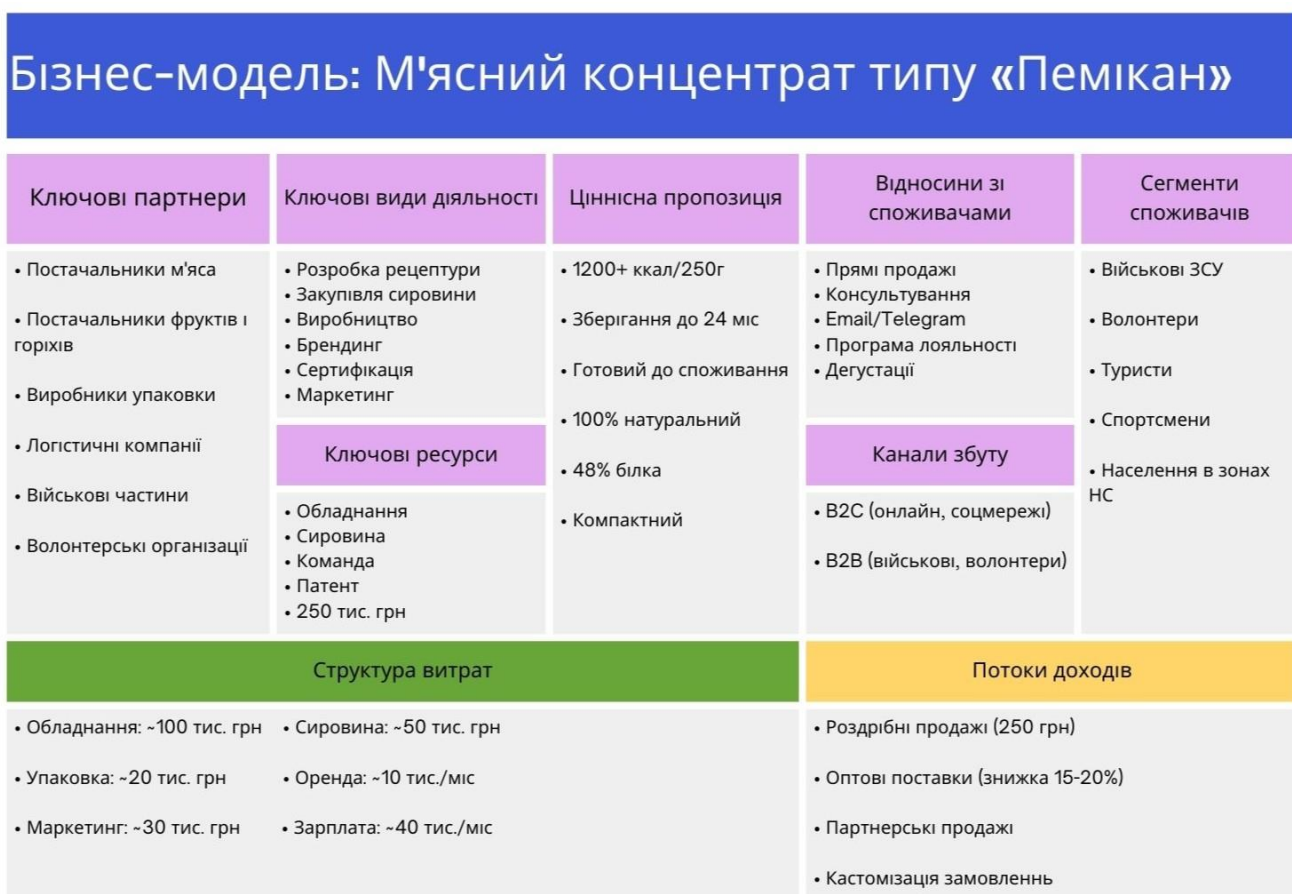 Бізнес-модель: М'ясний концентрат типу «Пемікан»
Ключові партнери
• Постачальники м'яса
• Постачальники фруктів і
горіхів
• Виробники упаковки
• Логістичні компанії
• Військові частини
• Волонтерські організації
Ключові види діяльності
• Розробка рецептури
• Закупівля сировини
• Виробництво
• Брендинг
• Сертифікація
• Маркетинг
Ключові ресурси
• Обладнання
• Сировина
• Команда
• Патент
• 250 тис. грн
Ціннісна пропозиція
• 1200+ ккал/250г
• Зберігання до 24 міс
• Готовий до споживання
• 100% натуральний
• 48% білка
• Компактний
Відносини зі
споживачами
• Прямі продажі
• Консультування
• Email/Telegram
• Програма лояльності
• Дегустації
Канали збуту
• B2C (онлайн, соцмережі)
• B2B (військові, волонтери)
Сегменти
споживачів
• Військові ЗСУ
• Волонтери
• Туристи
• Спортсмени
• Населення в зонах
НС
Структура витрат
• Обладнання: ~100 тис. грн
• Упаковка: ~20 тис. грн
• Маркетинг: ~30 тис. грн
• Сировина: ~50 тис. грн
• Оренда: ~10 тис./міс
• Зарплата: ~40 тис./міс
Потоки доходів
• Роздрібні продажі (250 грн)
• Оптові поставки (знижка 15-20%)
• Партнерські продажі
• Кастомізація замовленнь